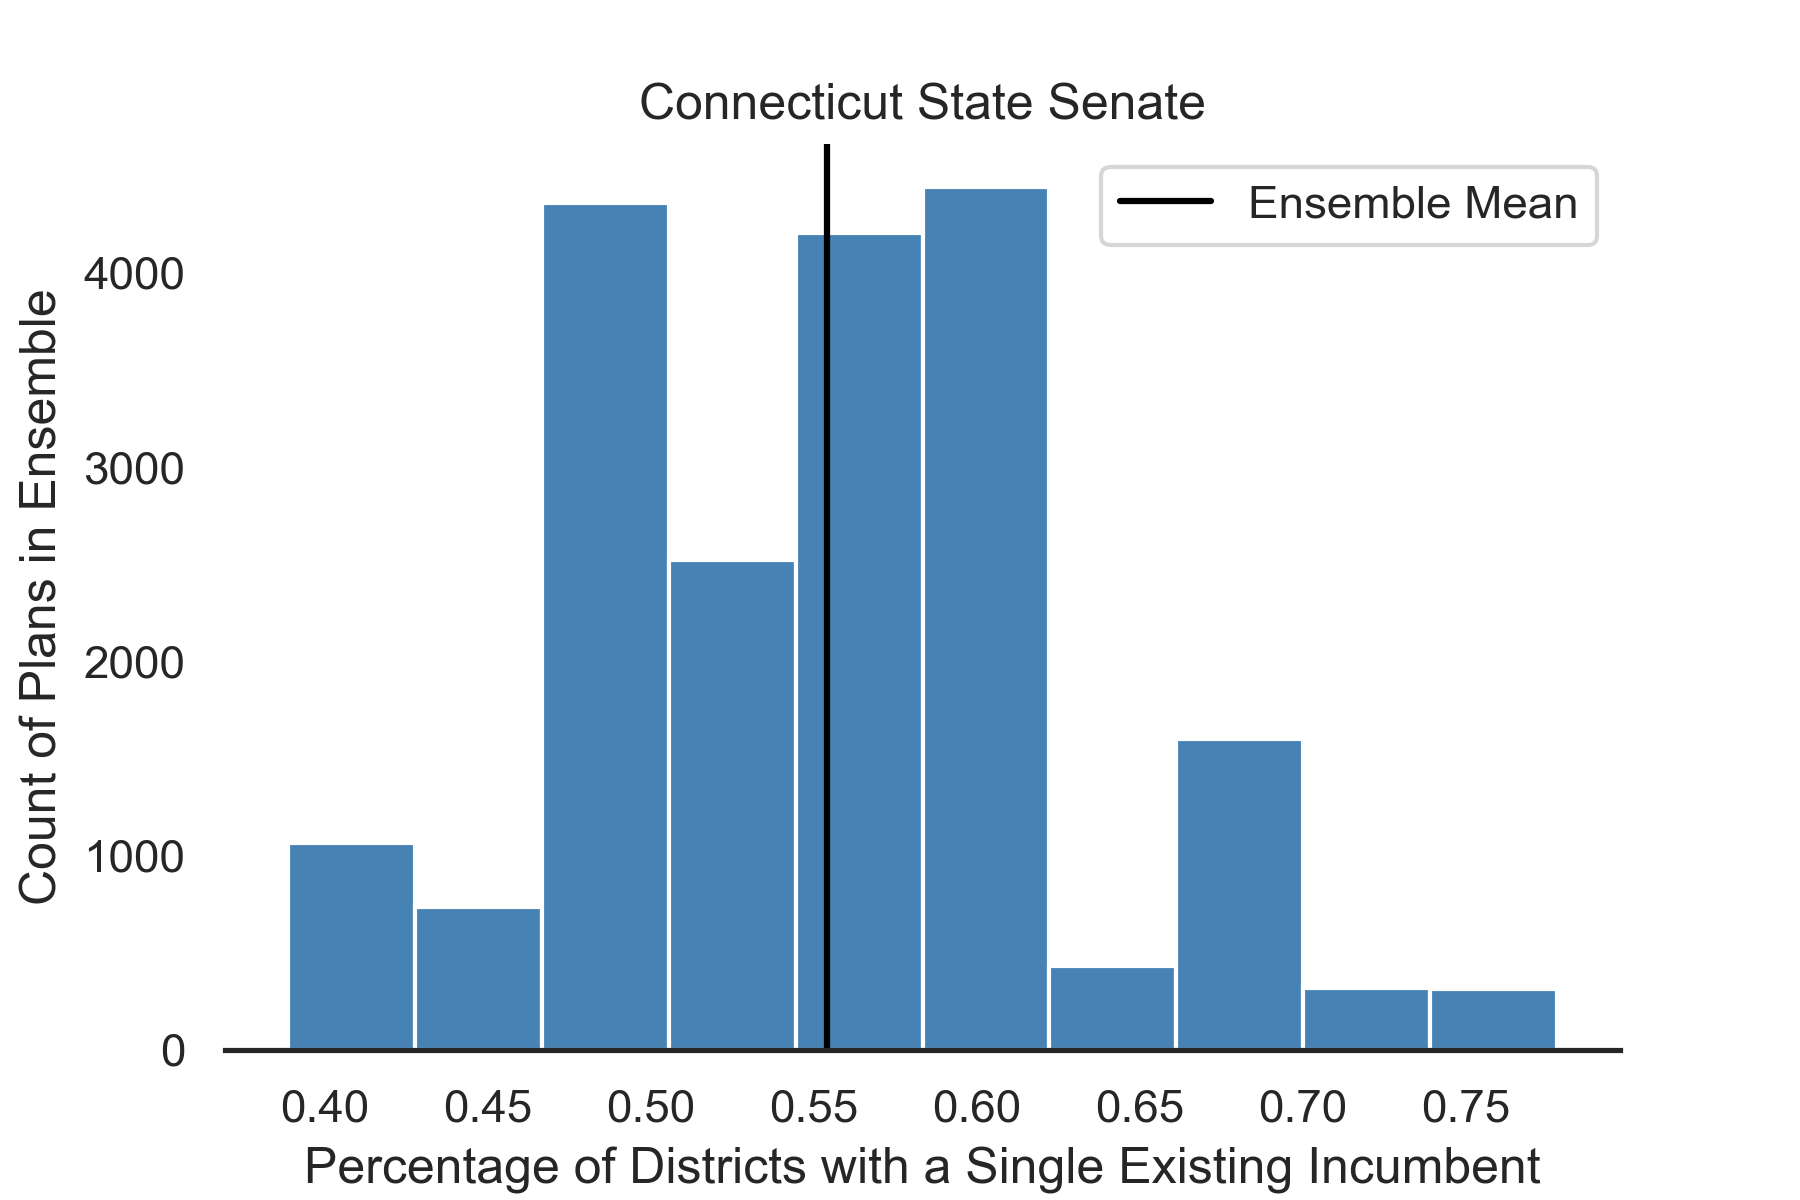 Connecticut State Senate
Ensemble Mean
Count of Plans in Ensemble
4000
3000
2000
1000
0
0.40 0.45 0.50 0.55 0.60 0.65 0.70 0.75
Percentage of Districts with a Single Existing Incumbent